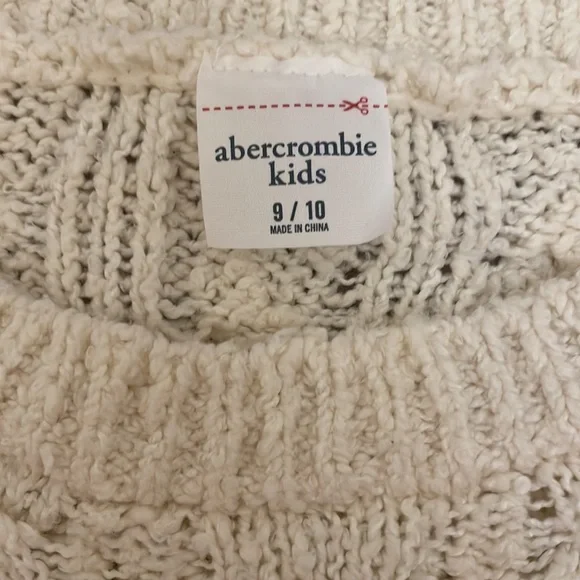 abercrombie
kids
9 / 10
MADE IN CHINA